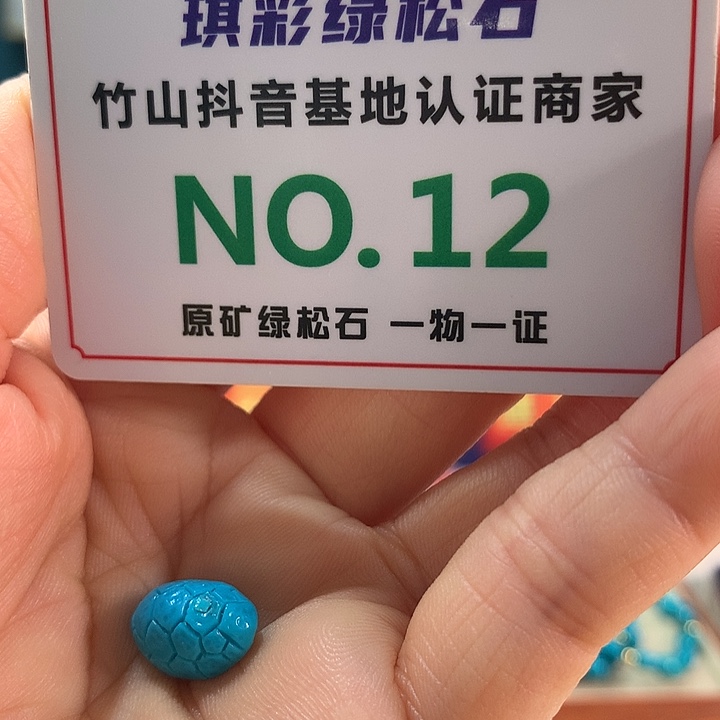 琪彩绿松石
竹山抖音基地认证商家
NO.12
原矿绿松石 一物一证